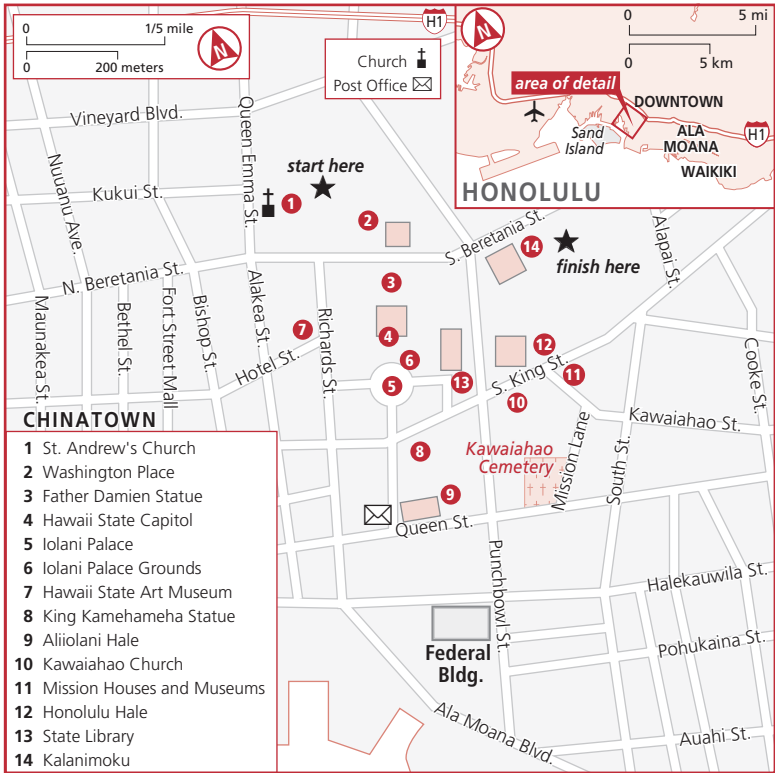 0 1/5 mile
0 200 meters
N
H1
Church
Post Office
N
0 5 mi
0 5 km
area of detail
DOWNTOWN
Sand
Island
ALA
MOANA
H1
WAIKIKI
HONOLULU
Vineyard Blvd.
Queen Emma St.
Nuuanu Ave.
Kukui St.
start here
1
2
S. Beretania St.
14
finish here
Alapai St.
N. Beretania St.
3
Maunakea St.
Bethel St.
Fort Street Mall
Bishop St.
Alakea St.
Richards St.
7
4
6
5
13
12
11
10
Hotel St.
S. King St.
Cooke St.
Kawaiahao St.
Mission Lane
South St.
8
Kawaiahao
Cemetery
9
Queen St.
Punchbowl St.
Halekauwila St.
Pohukaina St.
Federal
Bldg.
Ala Moana Blvd.
Auahi St.
CHINATOWN
1 St. Andrew's Church
2 Washington Place
3 Father Damien Statue
4 Hawaii State Capitol
5 Iolani Palace
6 Iolani Palace Grounds
7 Hawaii State Art Museum
8 King Kamehameha Statue
9 Aliiolani Hale
10 Kawaiahao Church
11 Mission Houses and Museums
12 Honolulu Hale
13 State Library
14 Kalanimoku